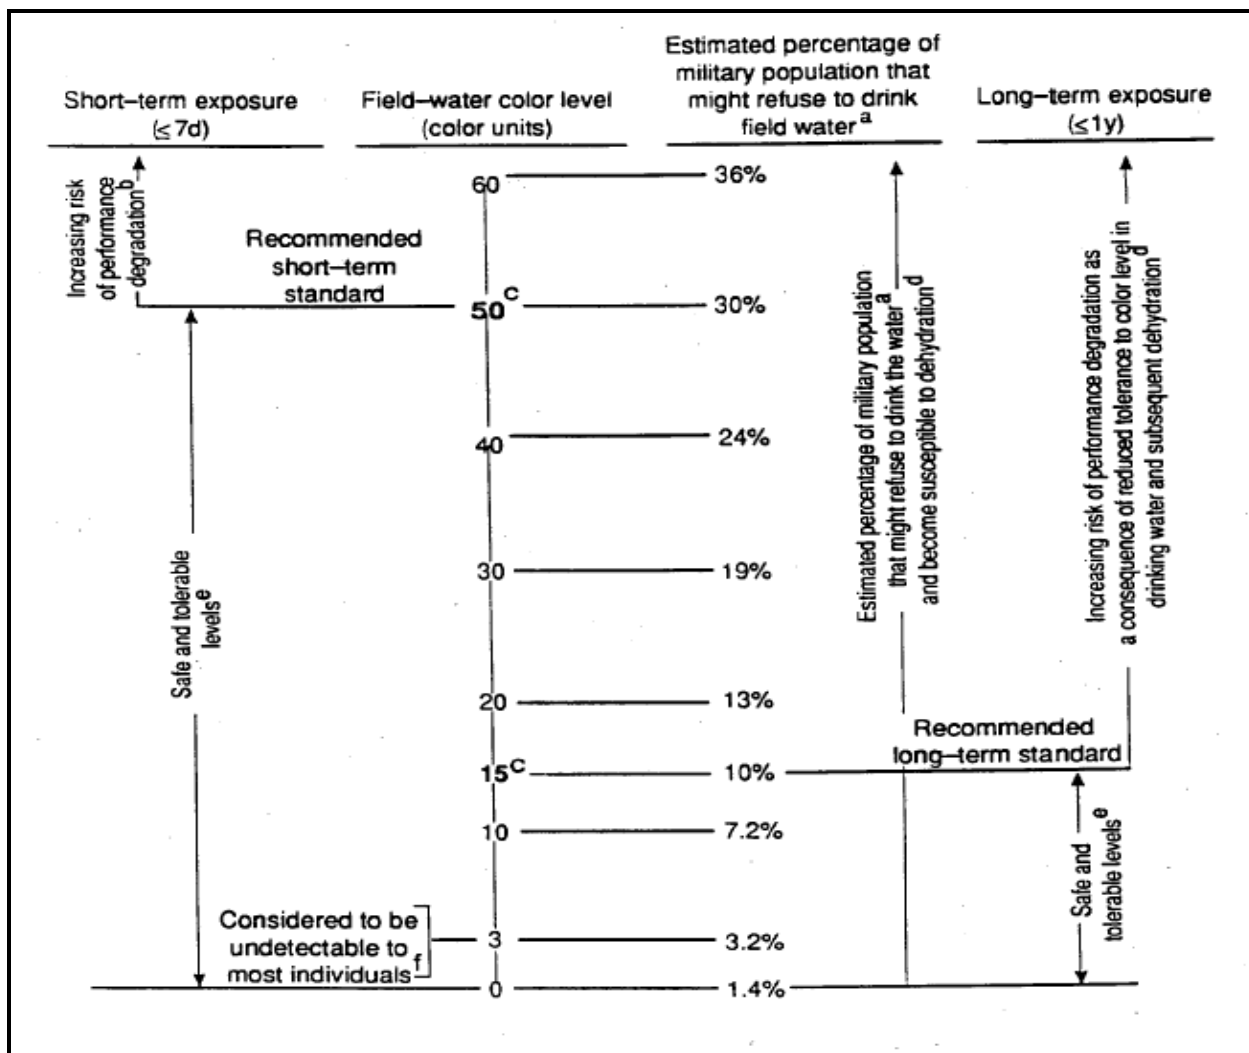 Short–term exposure
(≤7d)
Field–water color level
(color units)
Estimated percentage of
military population that
might refuse to drink
field water a
Long–term exposure
(≤1y)
Increasing risk
of performance
degradation b
Recommended
short–term
standard
Safe and tolerable
levels e
Considered to be
undetectable to
most individuals f
60
50 c
40
30
20
15 c
10
3
0
36%
30%
24%
19%
13%
10%
7.2%
3.2%
1.4%
Estimated percentage of military population
that might refuse to drink the water a
and become susceptible to dehydration d
Increasing risk of performance degradation as
a consequence of reduced tolerance to color level in
drinking water and subsequent dehydration d
Recommended
long–term standard
Safe and
tolerable levels e